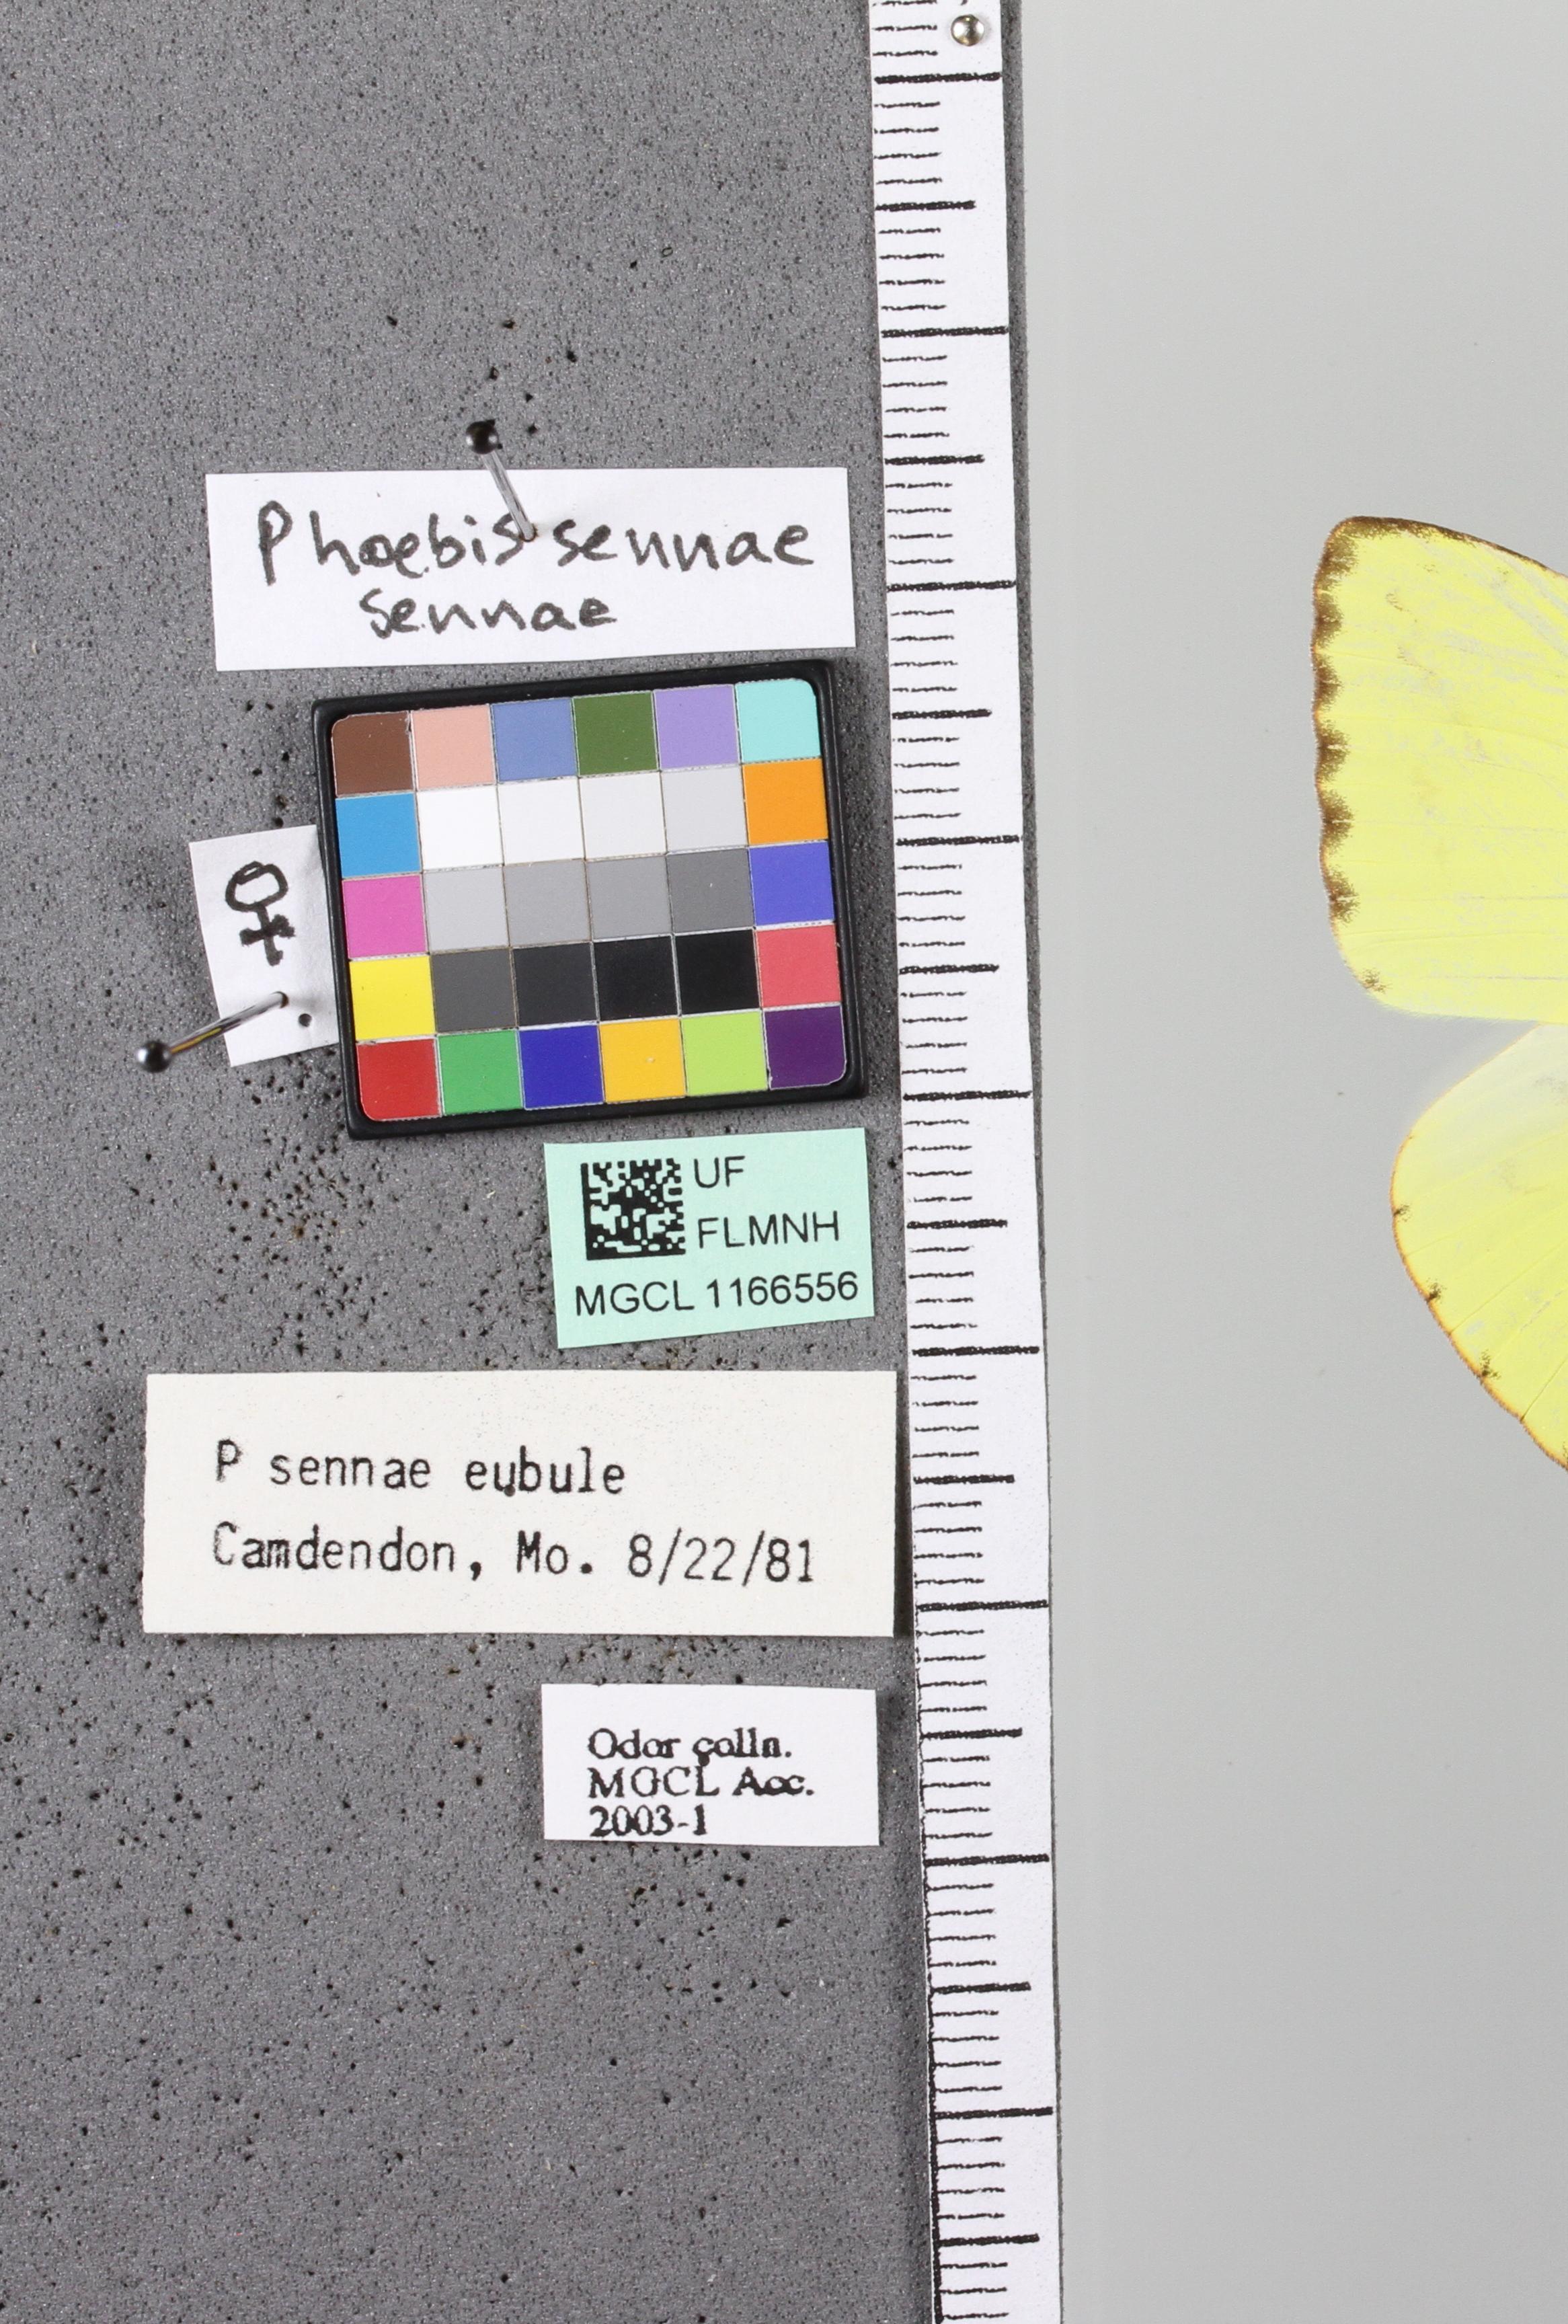 Phoebis sennae
sennae
♀
UF
FLMNH
MGCL 1166556
P sennae eubule
Camdendon, Mo. 8/22/81
Odor colln.
MGCL Acc.
2003-1